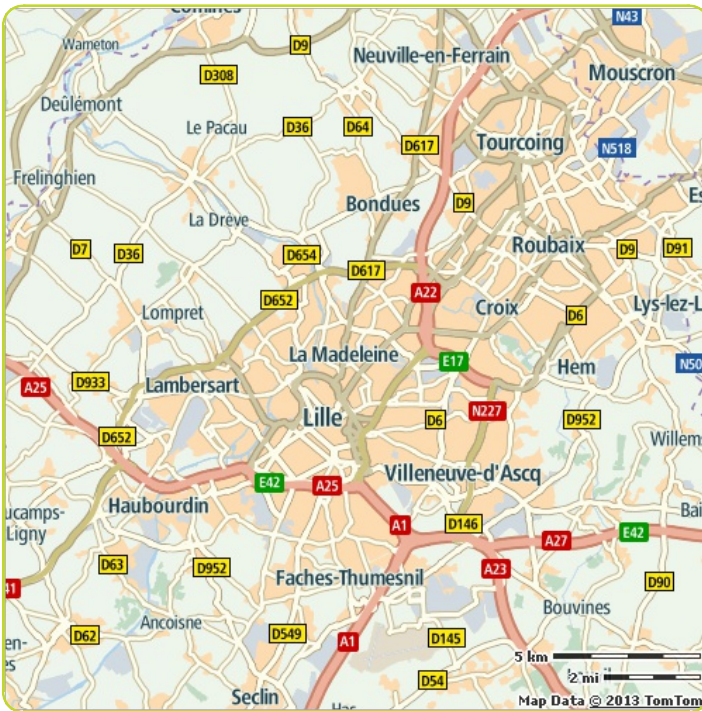 Comines
N43
Wameton
D9
Neuville-en-Ferrain
D308
Mouscron
Deûlémont
Le Pacau
D36
D64
Tourcoing
D617
N518
Frelinghien
Bondues
D9
La Drève
D7
D36
D654
Roubaix
D9
D91
D617
D652
A22
Lompret
Croix
D6
Lys-lez-L
La Madeleine
E17
Hem
N50
A25
D933
Lambersart
Lille
N227
D6
D952
D652
Willem
Villeneuve-d'Ascq
E42
A25
Haubourdin
ucamps-
Ligny
A1
D146
Bai
A27
E42
D63
D952
Faches-Thumesnil
A23
41
D90
Bouvines
Ancoisne
D62
D549
A1
D145
en-
5 km
D54
2 mi
Seclin
Map Data © 2013 TomTom